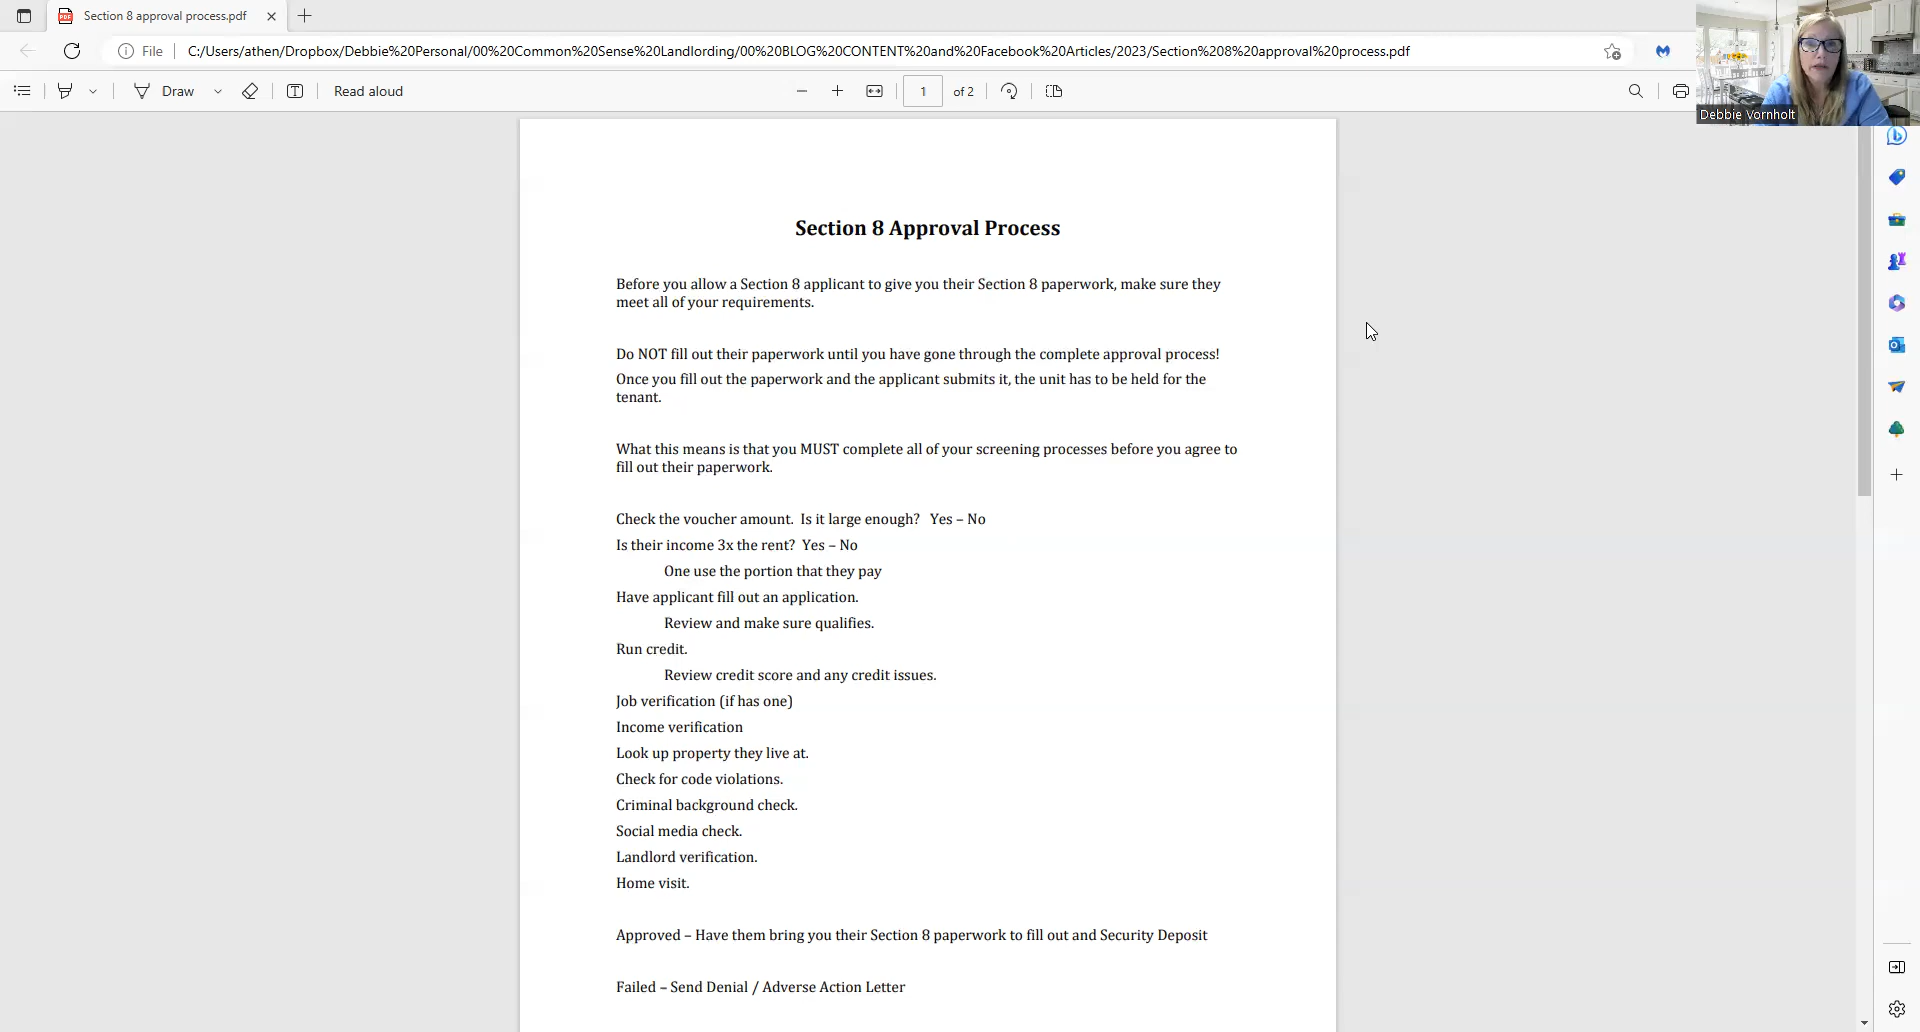 Section 8 approval process.pdf
File
C:/Users/athen/Dropbox/Debbie%20Personal/00%20Common%20Sense%20Landlording/00%20BLOG%20CONTENT%20and%20Facebook%20Articles/2023/Section%208%20approval%20process.pdf
Draw
Read aloud
1 of 2
Debbie Vornholt
Section 8 Approval Process
Before you allow a Section 8 applicant to give you their Section 8 paperwork, make sure they
meet all of your requirements.
Do NOT fill out their paperwork until you have gone through the complete approval process!
Once you fill out the paperwork and the applicant submits it, the unit has to be held for the
tenant.
What this means is that you MUST complete all of your screening processes before you agree to
fill out their paperwork.
Check the voucher amount. Is it large enough? Yes – No
Is their income 3x the rent? Yes – No
One use the portion that they pay
Have applicant fill out an application.
Review and make sure qualifies.
Run credit.
Review credit score and any credit issues.
Job verification (if has one)
Income verification
Look up property they live at.
Check for code violations.
Criminal background check.
Social media check.
Landlord verification.
Home visit.
Approved – Have them bring you their Section 8 paperwork to fill out and Security Deposit
Failed – Send Denial / Adverse Action Letter